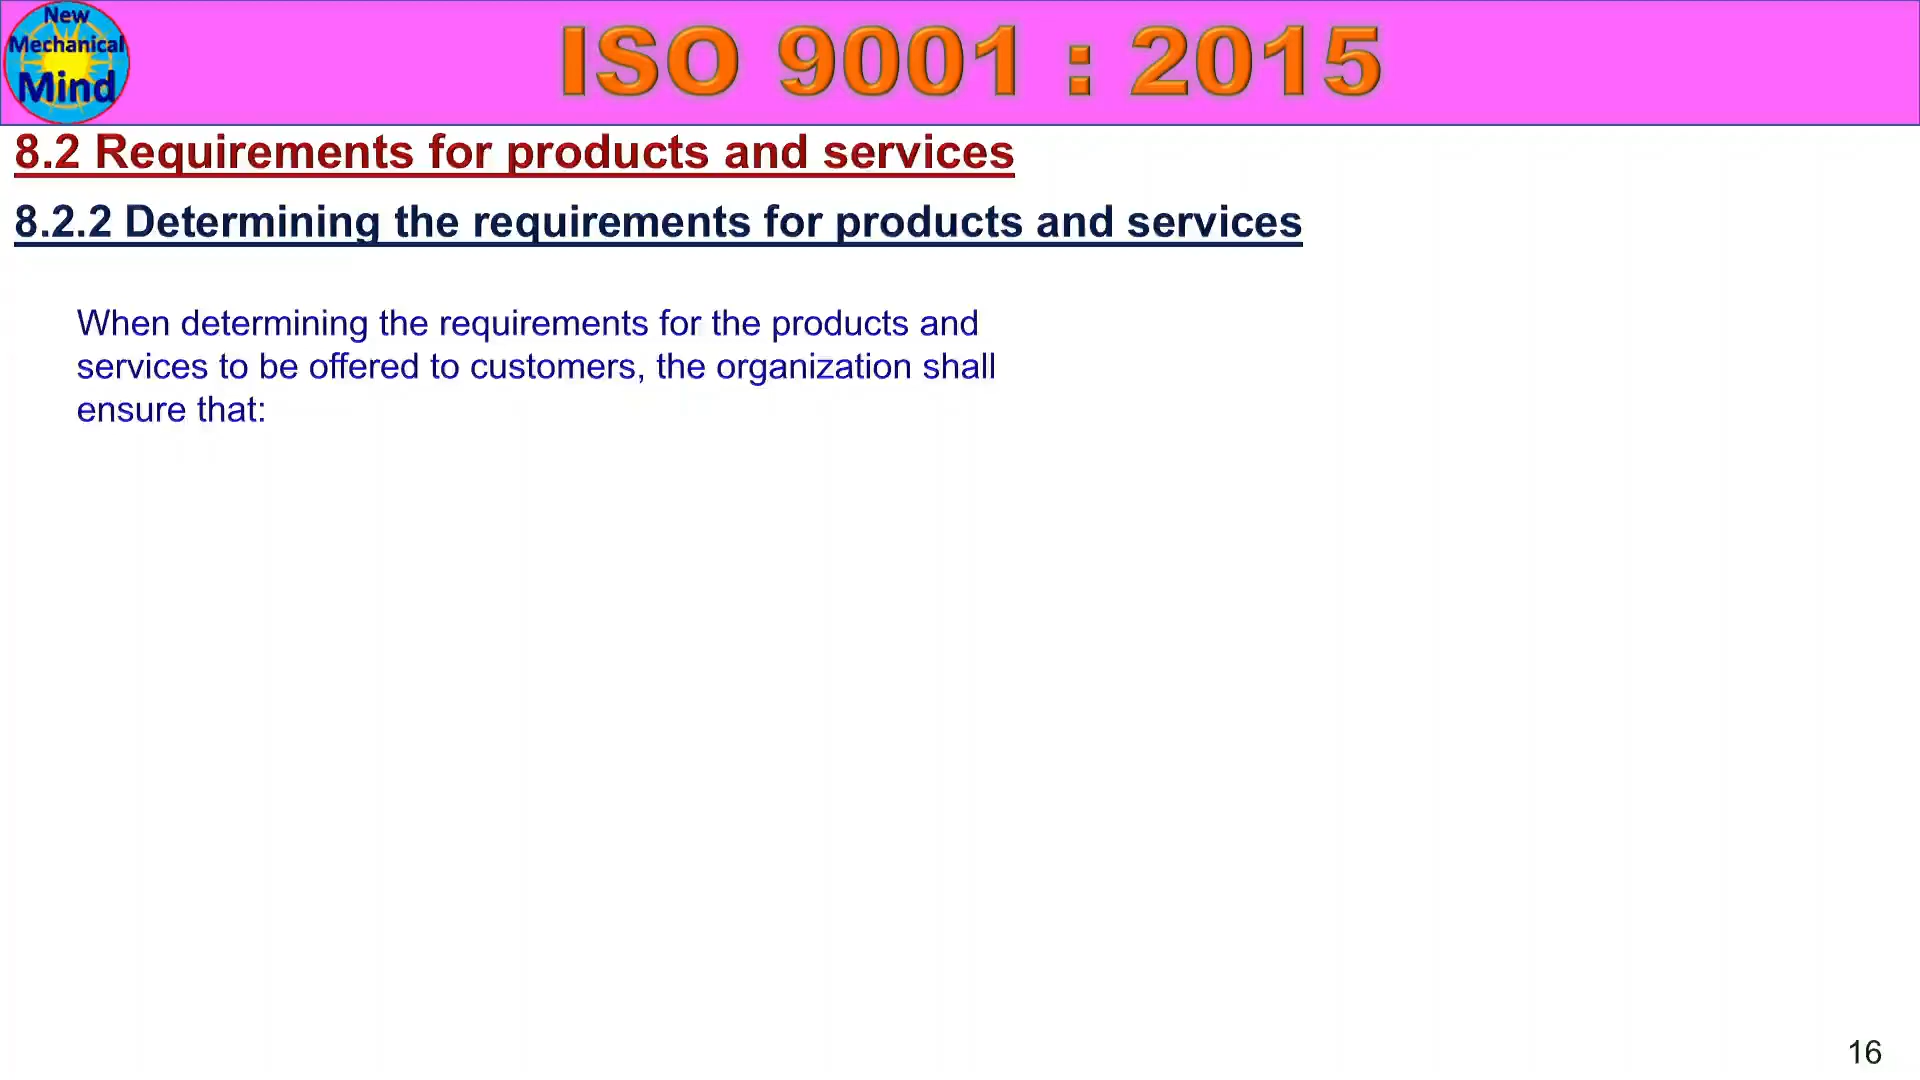 New
Mechanical
Mind
ISO 9001 : 2015
8.2 Requirements for products and services
8.2.2 Determining the requirements for products and services
When determining the requirements for the products and
services to be offered to customers, the organization shall
ensure that:
16